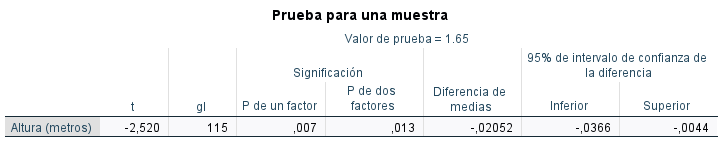 Prueba para una muestra
Valor de prueba = 1.65
Significación
95% de intervalo de confianza de
la diferencia
t gl P de un factor P de dos factores Diferencia de medias Inferior Superior
Altura (metros) -2,520 115 ,007 ,013 -,02052 -,0366 -,0044